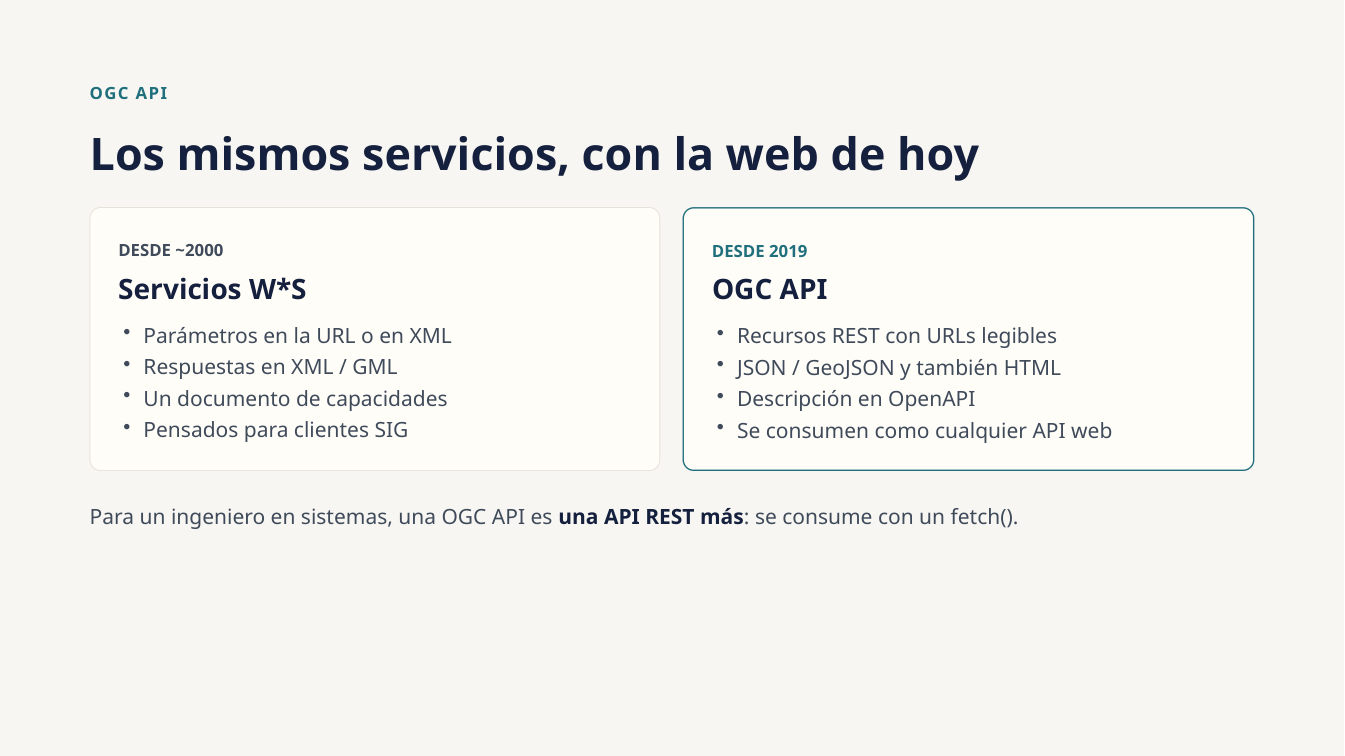 OGC API
Los mismos servicios, con la web de hoy
DESDE ~2000
Servicios W*S
• Parámetros en la URL o en XML
• Respuestas en XML / GML
• Un documento de capacidades
• Pensados para clientes SIG
DESDE 2019
OGC API
• Recursos REST con URLs legibles
• JSON / GeoJSON y también HTML
• Descripción en OpenAPI
• Se consumen como cualquier API web
Para un ingeniero en sistemas, una OGC API es una API REST más: se consume con un fetch().